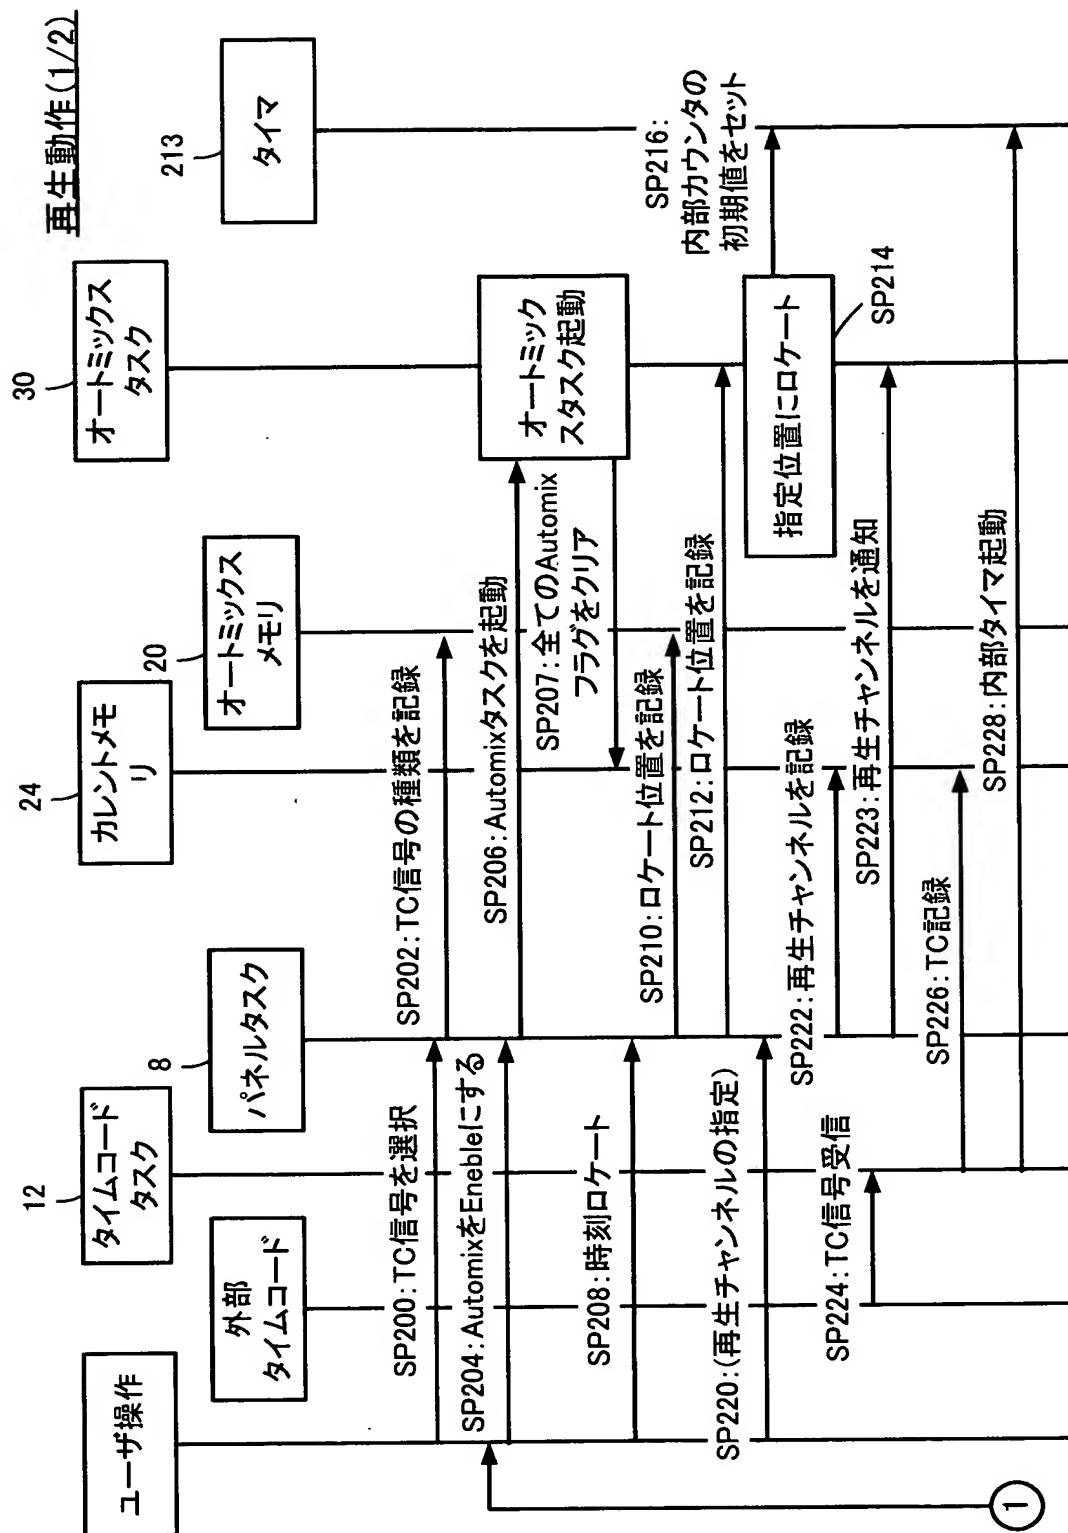 再生動作(1/2)
ユーザ操作
外部
タイムコード
12
タイムコード
タスク
8
パネルタスク
24
カレントメモ
リ
20
オートミックス
メモリ
30
オートミックス
タスク
213
タイマ
SP200:TC信号を選択
SP202:TC信号の種類を記録
SP204:AutomixをEnebleにする
SP206:Automixタスクを起動
オートミック
スタスク起動
SP207:全てのAutomix
フラグをクリア
SP208:時刻ロケート
SP210:ロケート位置を記録
SP212:ロケート位置を記録
指定位置にロケート
SP214
SP216:
内部カウンタの
初期値をセット
SP220:(再生チャンネルの指定)
SP222:再生チャンネルを記録
SP223:再生チャンネルを通知
SP224:TC信号受信
SP226:TC記録
SP228:内部タイマ起動
1